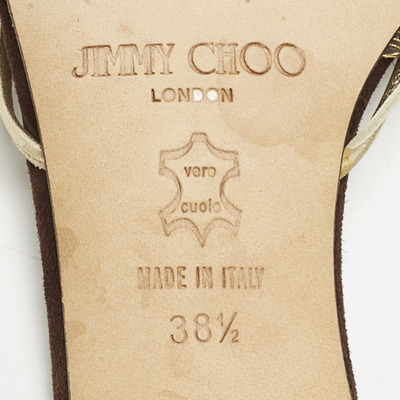 JIMMY CHOO
LONDON
vero
cuoio
MADE IN ITALY
38½